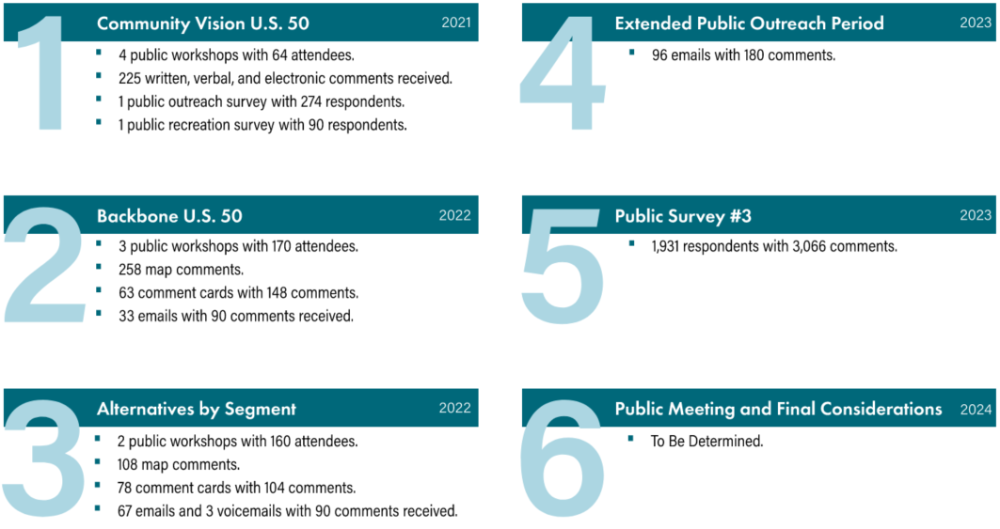 1
Community Vision U.S. 50 2021
4 public workshops with 64 attendees.
225 written, verbal, and electronic comments received.
1 public outreach survey with 274 respondents.
1 public recreation survey with 90 respondents.
2
Backbone U.S. 50 2022
3 public workshops with 170 attendees.
258 map comments.
63 comment cards with 148 comments.
33 emails with 90 comments received.
3
Alternatives by Segment 2022
2 public workshops with 160 attendees.
108 map comments.
78 comment cards with 104 comments.
67 emails and 3 voicemails with 90 comments received.
4
Extended Public Outreach Period 2023
96 emails with 180 comments.
5
Public Survey #3 2023
1,931 respondents with 3,066 comments.
6
Public Meeting and Final Considerations 2024
To Be Determined.